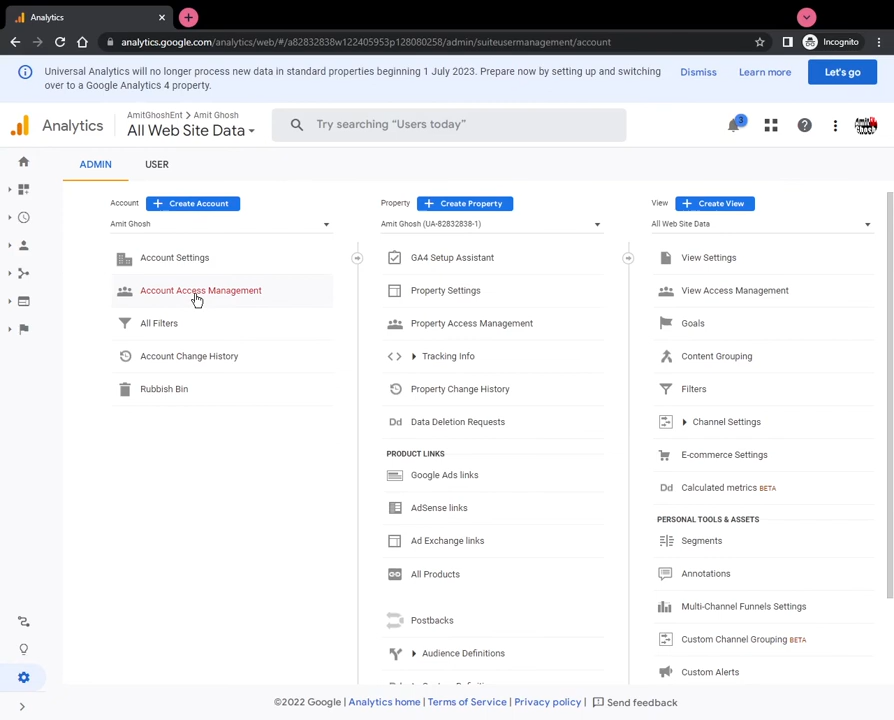 Analytics
analytics.google.com/analytics/web/#/a82832838w122405953p128080258/admin/suiteusermanagement/account
Incognito
Universal Analytics will no longer process new data in standard properties beginning 1 July 2023. Prepare now by setting up and switching
over to a Google Analytics 4 property.
Dismiss
Learn more
Let's go
Analytics
AmitGhoshEnt > Amit Ghosh
All Web Site Data
Try searching “Users today”
3
Amit
Ghosh
ADMIN
USER
Account
+ Create Account
Amit Ghosh
Account Settings
Account Access Management
All Filters
Account Change History
Rubbish Bin
Property
+ Create Property
Amit Ghosh (UA-82832838-1)
GA4 Setup Assistant
Property Settings
Property Access Management
Tracking Info
Property Change History
Dd Data Deletion Requests
PRODUCT LINKS
Google Ads links
AdSense links
Ad Exchange links
All Products
Postbacks
Audience Definitions
View
+ Create View
All Web Site Data
View Settings
View Access Management
Goals
Content Grouping
Filters
Channel Settings
E-commerce Settings
Dd Calculated metrics BETA
PERSONAL TOOLS & ASSETS
Segments
Annotations
Multi-Channel Funnels Settings
Custom Channel Grouping BETA
Custom Alerts
©2022 Google | Analytics home | Terms of Service | Privacy policy | Send feedback